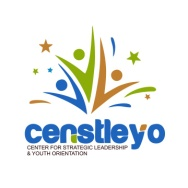 censtleyo
CENTER FOR STRATEGIC LEADERSHIP
& YOUTH ORIENTATION